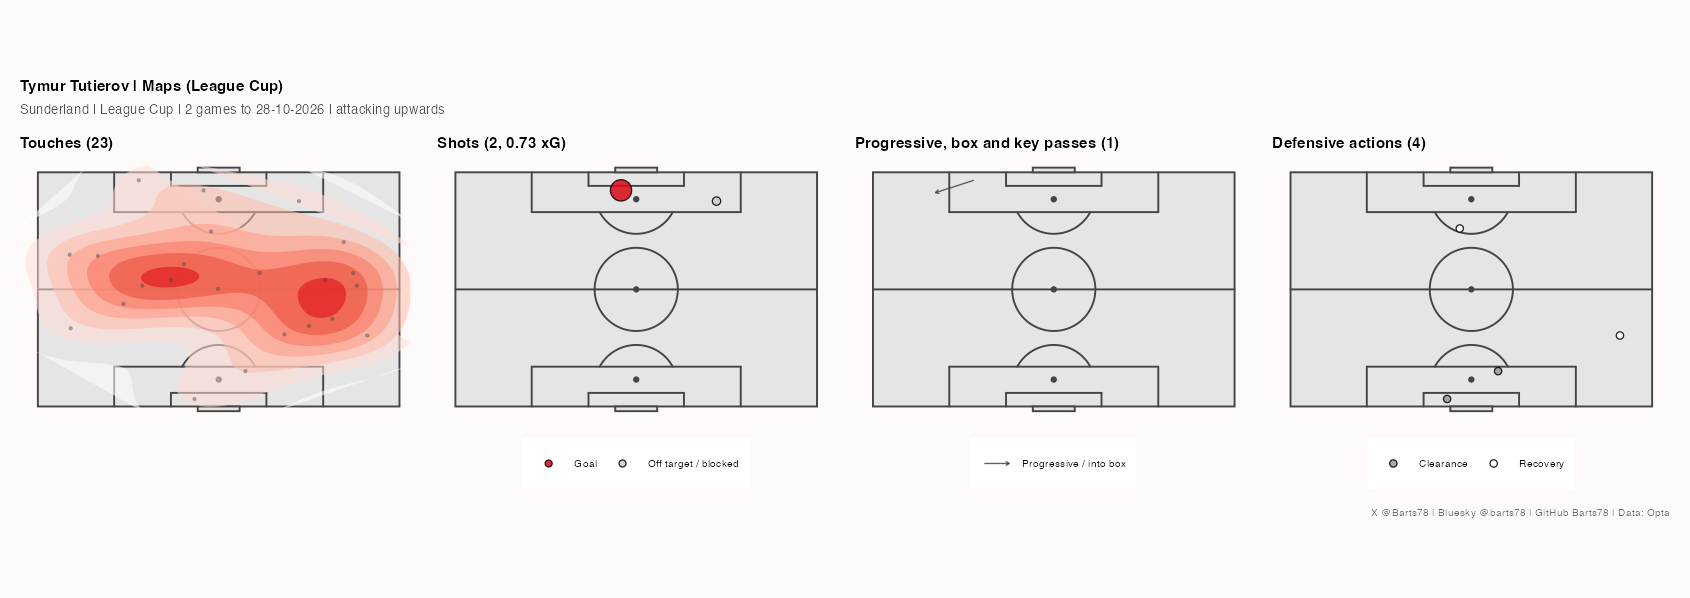 Tymur Tutierov | Maps (League Cup)
Sunderland | League Cup | 2 games to 28-10-2026 | attacking upwards
Touches (23)
Shots (2, 0.73 xG)
Progressive, box and key passes (1)
Defensive actions (4)
Goal
Off target / blocked
Progressive / into box
Clearance
Recovery
X @Barts78 | Bluesky @barts78 | GitHub Barts78 | Data: Opta